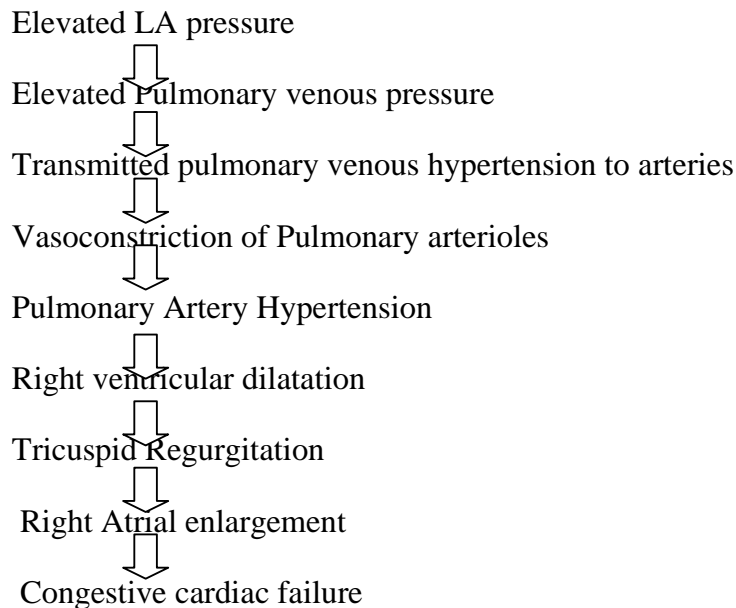 Elevated LA pressure
Elevated Pulmonary venous pressure
Transmitted pulmonary venous hypertension to arteries
Vasoconstriction of Pulmonary arterioles
Pulmonary Artery Hypertension
Right ventricular dilatation
Tricuspid Regurgitation
Right Atrial enlargement
Congestive cardiac failure